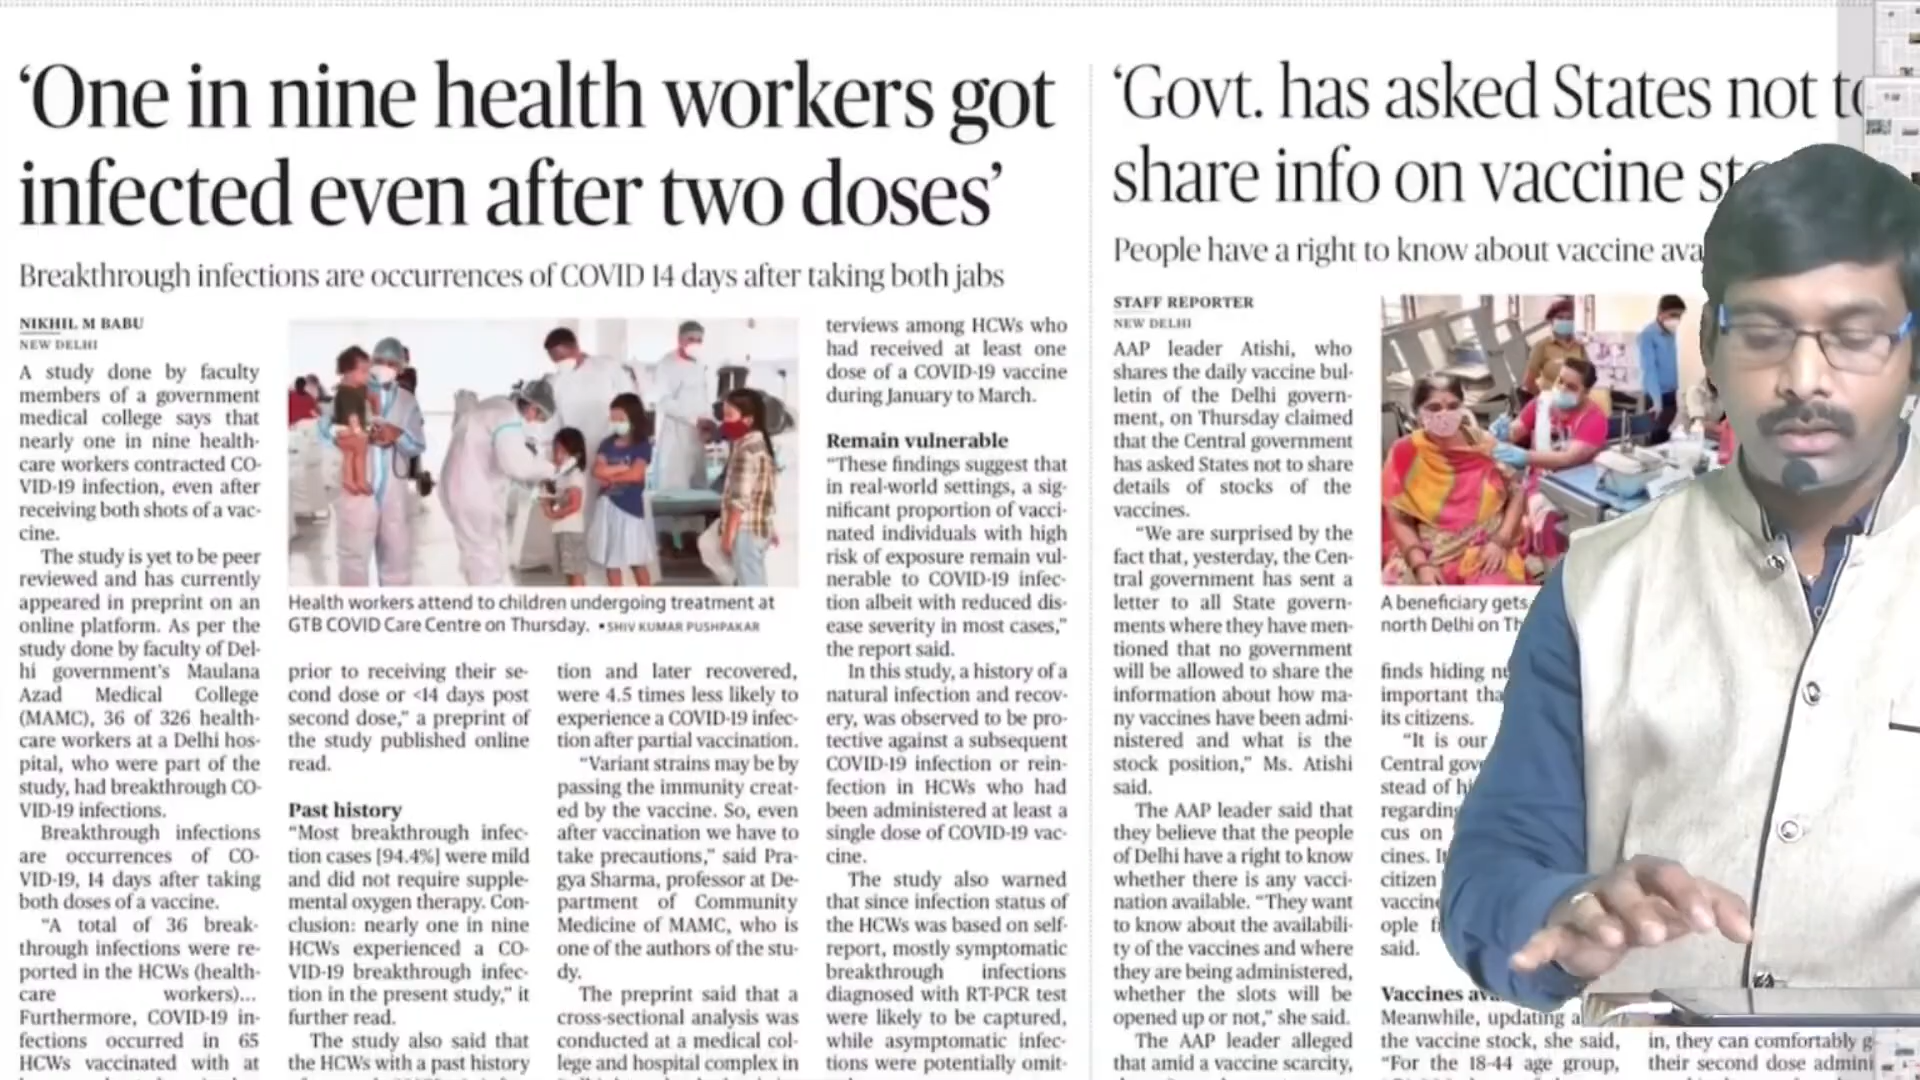 ‘One in nine health workers got
infected even after two doses’
Breakthrough infections are occurrences of COVID 14 days after taking both jabs
NIKHIL M BABU
NEW DELHI
A study done by faculty
members of a government
medical college says that
nearly one in nine health-
care workers contracted CO-
VID-19 infection, even after
receiving both shots of a vac-
cine.
The study is yet to be peer
reviewed and has currently
appeared in preprint on an
online platform. As per the
study done by faculty of Del-
hi government’s Maulana
Azad Medical College
(MAMC), 36 of 326 health-
care workers at a Delhi hos-
pital, who were part of the
study, had breakthrough CO-
VID-19 infections.
Breakthrough infections
are occurrences of CO-
VID-19, 14 days after taking
both doses of a vaccine.
“A total of 36 break-
through infections were re-
ported in the HCWs (health-
care workers)...
Furthermore, COVID-19 in-
fections occurred in 65
HCWs vaccinated with at
Health workers attend to children undergoing treatment at
GTB COVID Care Centre on Thursday. •SHIV KUMAR PUSHPAKAR
prior to receiving their se-
cond dose or <14 days post
second dose,” a preprint of
the study published online
read.
Past history
“Most breakthrough infec-
tion cases [94.4%] were mild
and did not require supple-
mental oxygen therapy. Con-
clusion: nearly one in nine
HCWs experienced a CO-
VID-19 breakthrough infec-
tion in the present study,” it
further read.
The study also said that
the HCWs with a past history
tion and later recovered,
were 4.5 times less likely to
experience a COVID-19 infec-
tion after partial vaccination.
“Variant strains may be by
passing the immunity creat-
ed by the vaccine. So, even
after vaccination we have to
take precautions,” said Pra-
gya Sharma, professor at De-
partment of Community
Medicine of MAMC, who is
one of the authors of the stu-
dy.
The preprint said that a
cross-sectional analysis was
conducted at a medical col-
lege and hospital complex in
terviews among HCWs who
had received at least one
dose of a COVID-19 vaccine
during January to March.
Remain vulnerable
“These findings suggest that
in real-world settings, a sig-
nificant proportion of vacci-
nated individuals with high
risk of exposure remain vul-
nerable to COVID-19 infec-
tion albeit with reduced dis-
ease severity in most cases,”
the report said.
In this study, a history of a
natural infection and recov-
ery, was observed to be pro-
tective against a subsequent
COVID-19 infection or rein-
fection in HCWs who had
been administered at least a
single dose of COVID-19 vac-
cine.
The study also warned
that since infection status of
the HCWs was based on self-
report, mostly symptomatic
breakthrough infections
diagnosed with RT-PCR test
were likely to be captured,
while asymptomatic infec-
tions were potentially omit-
‘Govt. has asked States not to
share info on vaccine
People have a right to know about vaccine
STAFF REPORTER
NEW DELHI
AAP leader Atishi, who
shares the daily vaccine bul-
letin of the Delhi govern-
ment, on Thursday claimed
that the Central government
has asked States not to share
details of stocks of the
vaccines.
“We are surprised by the
fact that, yesterday, the Cen-
tral government has sent a
letter to all State govern-
ments where they have men-
tioned that no government
will be allowed to share the
information about how ma-
ny vaccines have been admi-
nistered and what is the
stock position,” Ms. Atishi
said.
The AAP leader said that
they believe that the people
of Delhi have a right to know
whether there is any vacci-
nation available. “They want
to know about the availabili-
ty of the vaccines and where
they are being administered,
whether the slots will be
opened up or not,” she said.
The AAP leader alleged
that amid a vaccine scarcity,
A beneficiary gets
north Delhi on
finds hiding
important
its citizens.
“It is our
Central
stead of
regarding
cus on
cines.
citizen
vaccine
ople
said.
Vaccines
Meanwhile, updating
the vaccine stock, she said,
“For the 18-44 age group,
in, they can comfortably
their second dose